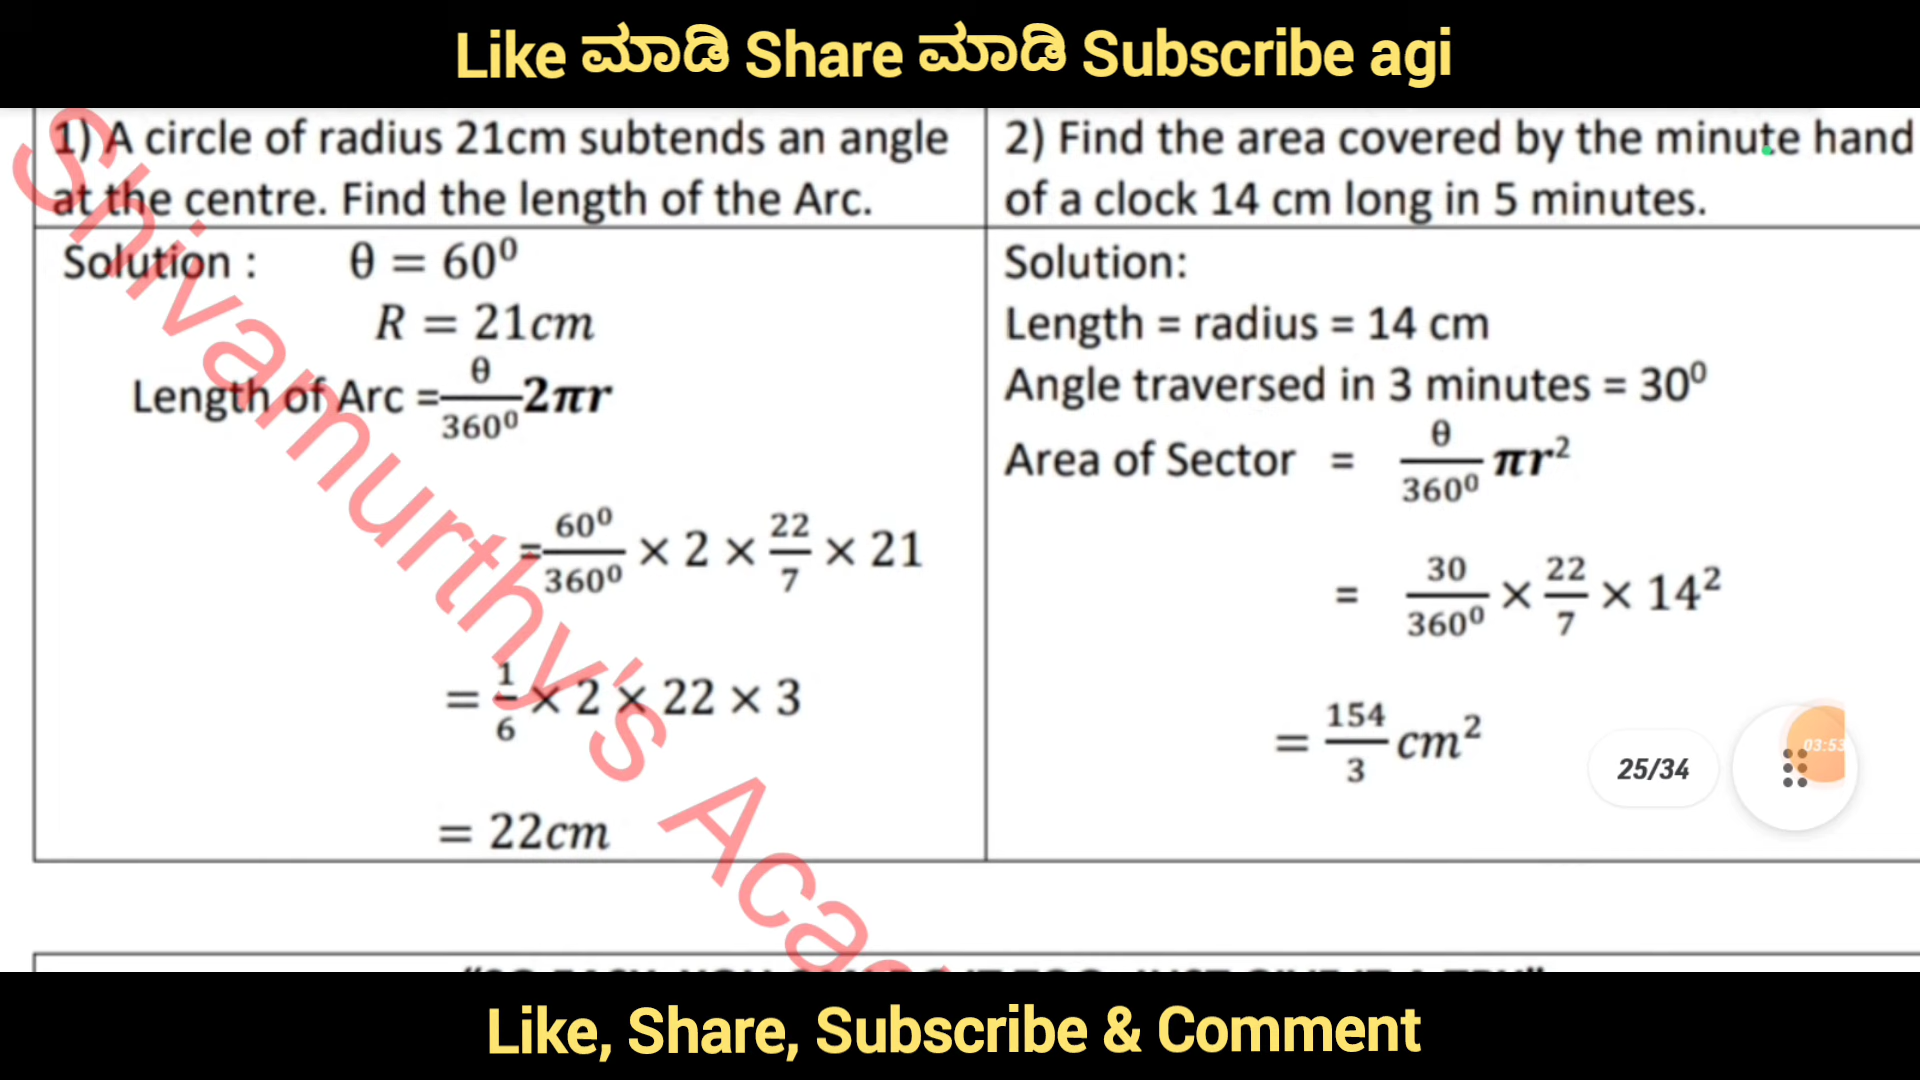 Like ಮಾಡಿ Share ಮಾಡಿ Subscribe agi
1) A circle of radius 21cm subtends an angle
at the centre. Find the length of the Arc.
Solution : θ = 60⁰
R = 21cm
Length of Arc = θ/360⁰ 2πr
= 60⁰/360⁰ × 2 × 22/7 × 21
= 1/6 × 2 × 22 × 3
= 22cm
2) Find the area covered by the minute hand
of a clock 14 cm long in 5 minutes.
Solution:
Length = radius = 14 cm
Angle traversed in 3 minutes = 30⁰
Area of Sector = θ/360⁰ πr²
= 30/360⁰ × 22/7 × 14²
= 154/3 cm²
03:53
25/34
Shivamurthy's
Like, Share, Subscribe & Comment